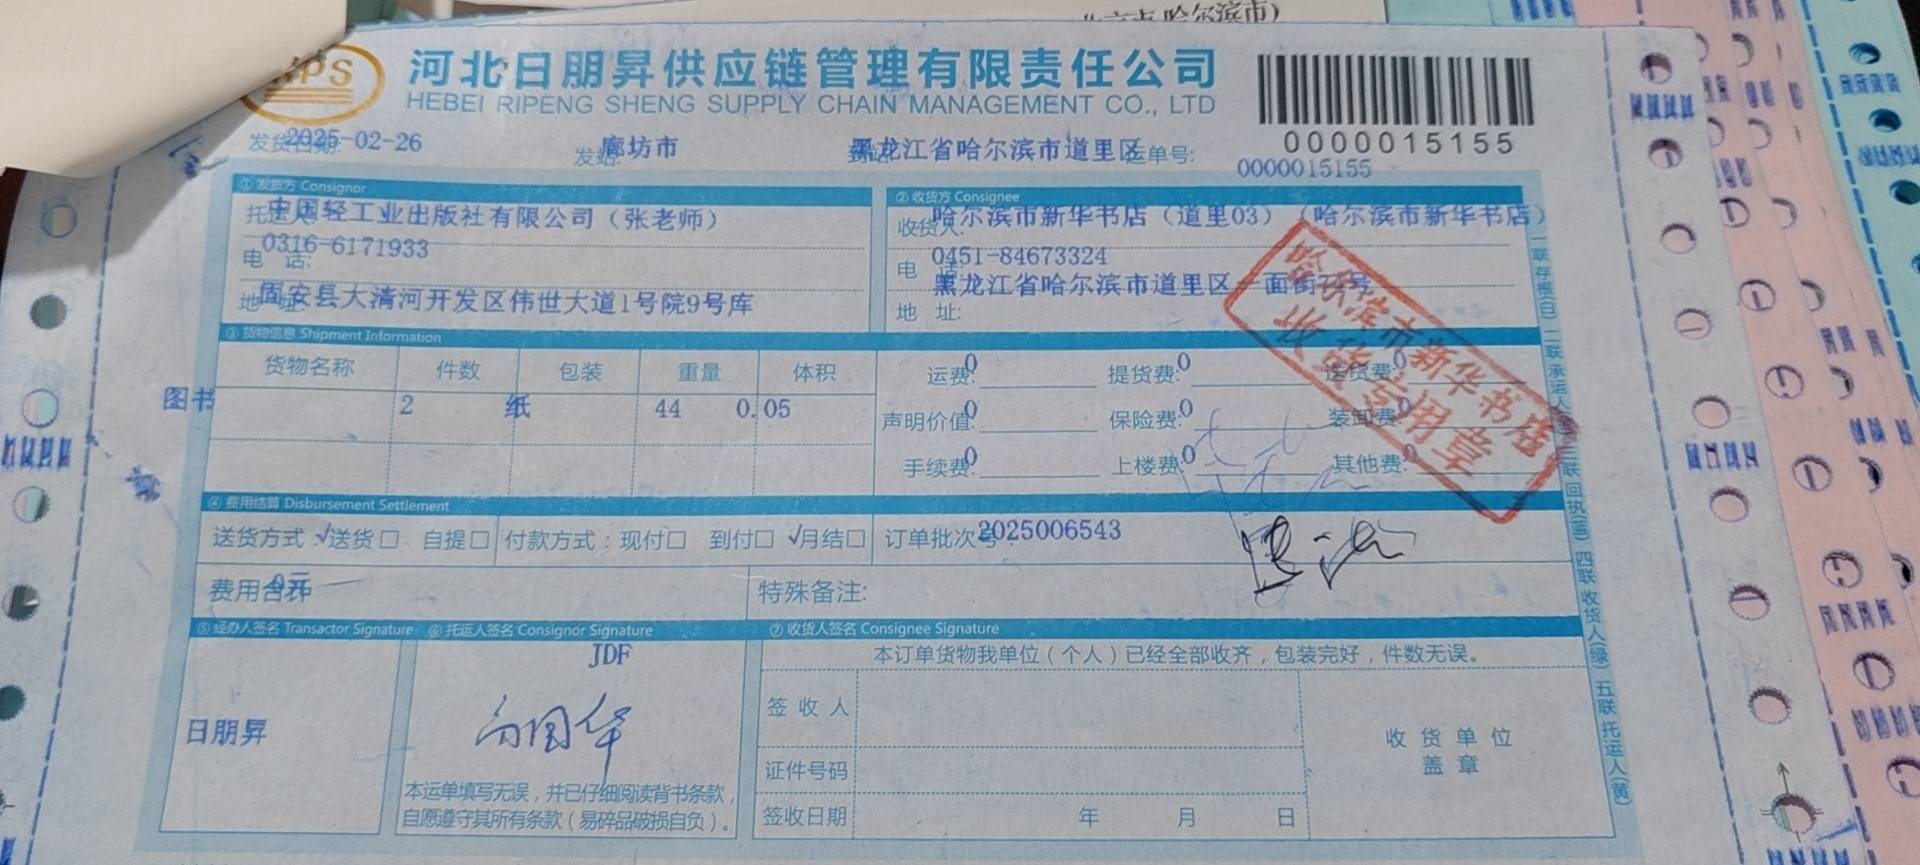 河北日朋昇供应链管理有限责任公司
HEBEI RIPENG SHENG SUPPLY CHAIN MANAGEMENT CO., LTD
0000015155
发货日期: 2025-02-26 发站: 廊坊市 到站: 黑龙江省哈尔滨市道里区 运单号: 0000015155
① 发货方 Consignor
② 收货方 Consignee
托运人: 中国轻工业出版社有限公司（张老师）
收货人: 哈尔滨市新华书店（道里03）（哈尔滨市新华书店）
电 话: 0316-6171933
电 话: 0451-84673324
地 址: 固安县大清河开发区伟世大道1号院9号库
地 址: 黑龙江省哈尔滨市道里区一面街 号
哈尔滨市新华书店
收货专用章
③ 货物信息 Shipment Information
货物名称 件数 包装 重量 体积
图书 2 纸 44 0.05
运费: 0 提货费: 0 送货费: 0
声明价值: 0 保险费: 0 装卸费: 0
手续费: 0 上楼费: 0 其他费: 0
④ 费用结算 Disbursement Settlement
送货方式: √送货□ 自提□ 付款方式：现付□ 到付□ √月结□ 订单批次号: 2025006543
费用合计 0元
特殊备注:
⑤ 经办人签名 Transactor Signature
⑥ 托运人签名 Consignor Signature
⑦ 收货人签名 Consignee Signature
日朋昇
JDF
本运单填写无误，并已仔细阅读背书条款，
自愿遵守其所有条款（易碎品破损自负）。
本订单货物我单位（个人）已经全部收齐，包装完好，件数无误。
签 收 人
证件号码
签收日期 年 月 日
收 货 单 位
盖 章
一联 存根(白) 二联 承运人 三联 回执(蓝) 四联 收货人(绿) 五联 托运人(黄)